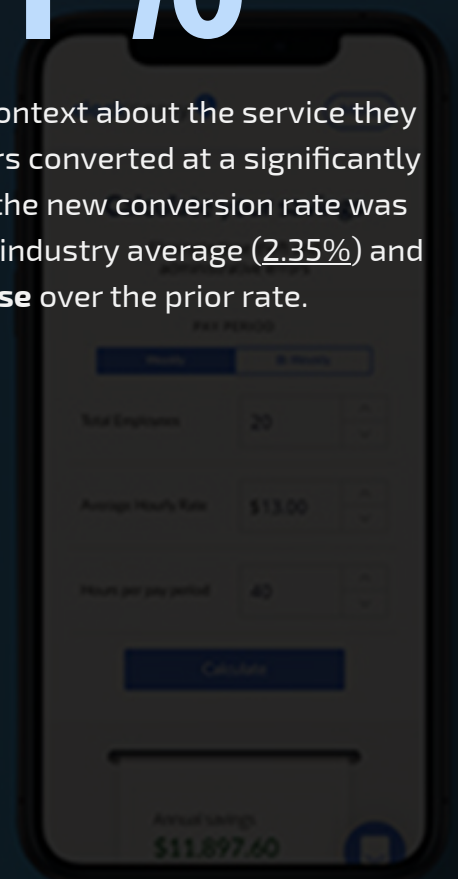 %
ontext about the service they
rs converted at a significantly
the new conversion rate was
industry average (2.35%) and
se over the prior rate.
PAY PERIOD
Weekly Bi Weekly
Total Employees 20
Average Hourly Rate $13.00
Hours per pay period 40
Calculate
Annual savings
$11,897.60